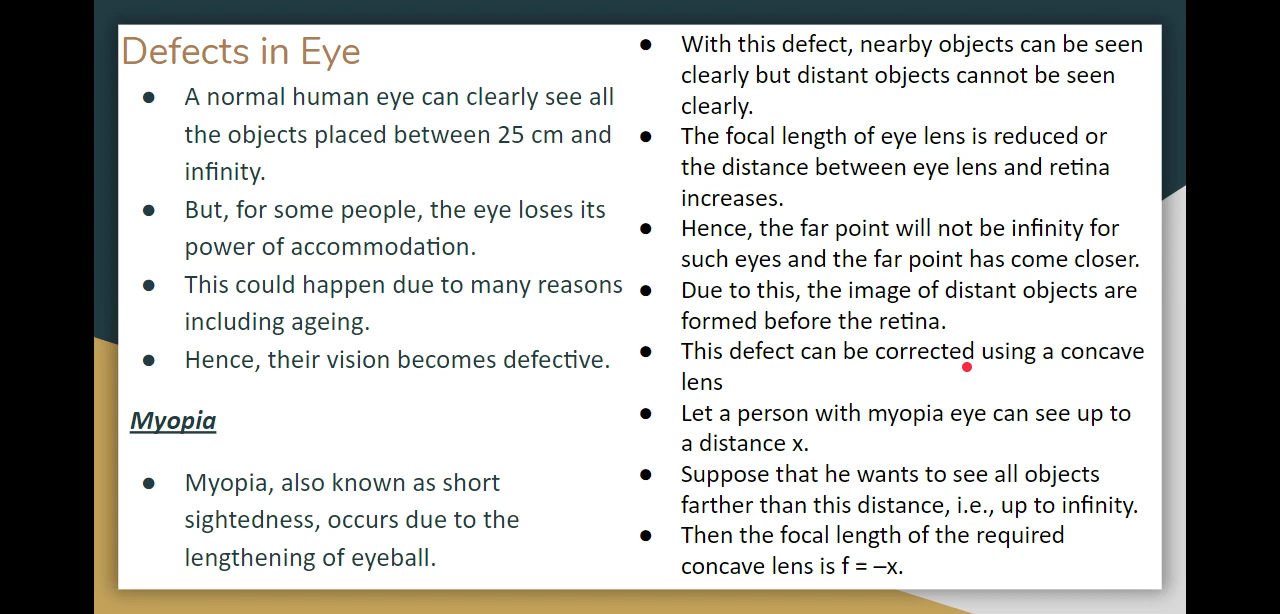 Defects in Eye
● A normal human eye can clearly see all
the objects placed between 25 cm and
infinity.
● But, for some people, the eye loses its
power of accommodation.
● This could happen due to many reasons
including ageing.
● Hence, their vision becomes defective.
Myopia
● Myopia, also known as short
sightedness, occurs due to the
lengthening of eyeball.
● With this defect, nearby objects can be seen
clearly but distant objects cannot be seen
clearly.
● The focal length of eye lens is reduced or
the distance between eye lens and retina
increases.
● Hence, the far point will not be infinity for
such eyes and the far point has come closer.
● Due to this, the image of distant objects are
formed before the retina.
● This defect can be corrected using a concave
lens
● Let a person with myopia eye can see up to
a distance x.
● Suppose that he wants to see all objects
farther than this distance, i.e., up to infinity.
● Then the focal length of the required
concave lens is f = –x.